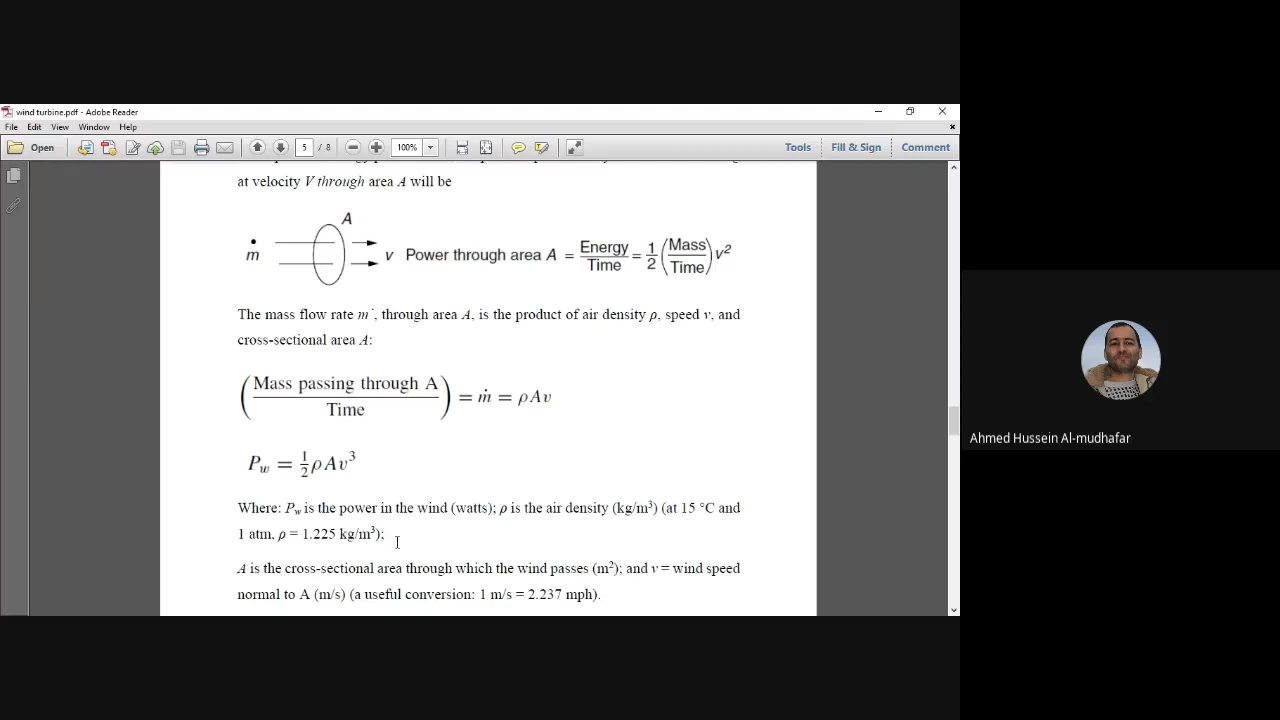 wind turbine.pdf - Adobe Reader
File Edit View Window Help
Open 5 / 8 100% Tools Fill & Sign Comment
at velocity V through area A will be
A
ṁ v Power through area A = Energy/Time = 1/2 (Mass/Time) v²
The mass flow rate m˙, through area A, is the product of air density ρ, speed v, and
cross-sectional area A:
(Mass passing through A / Time) = ṁ = ρAv
P_w = ½ρAv³
Where: P_w is the power in the wind (watts); ρ is the air density (kg/m³) (at 15 °C and
1 atm, ρ = 1.225 kg/m³);
A is the cross-sectional area through which the wind passes (m²); and v = wind speed
normal to A (m/s) (a useful conversion: 1 m/s = 2.237 mph).
Ahmed Hussein Al-mudhafar